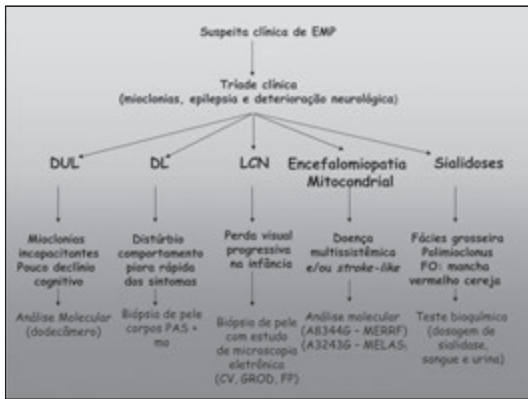 Suspeita clínica de EMP
Tríade clínica
(mioclonias, epilepsia e deterioração neurológica)
DUL
DL
LCN
Encefalomiopatia
Mitocondrial
Sialidoses
Mioclonias
incapacitantes
Pouco declínio
cognitivo
Distúrbio
comportamento
piora rápida
dos sintomas
Perda visual
progressiva
na infância
Doença
multissistêmica
e/ou stroke-like
Fácies grosseira
Polimioclonus
FO: mancha
vermelho cereja
Análise Molecular
(dodecâmero)
Biópsia de pele
corpos PAS +
Biópsia de pele
com estudo
de microscopia
eletrônica
(CV, GROD, FP)
Análise molecular
(A8344G - MERRF)
(A3243G - MELAS)
Teste bioquímico
(dosagem de
sialidase,
sangue e urina)